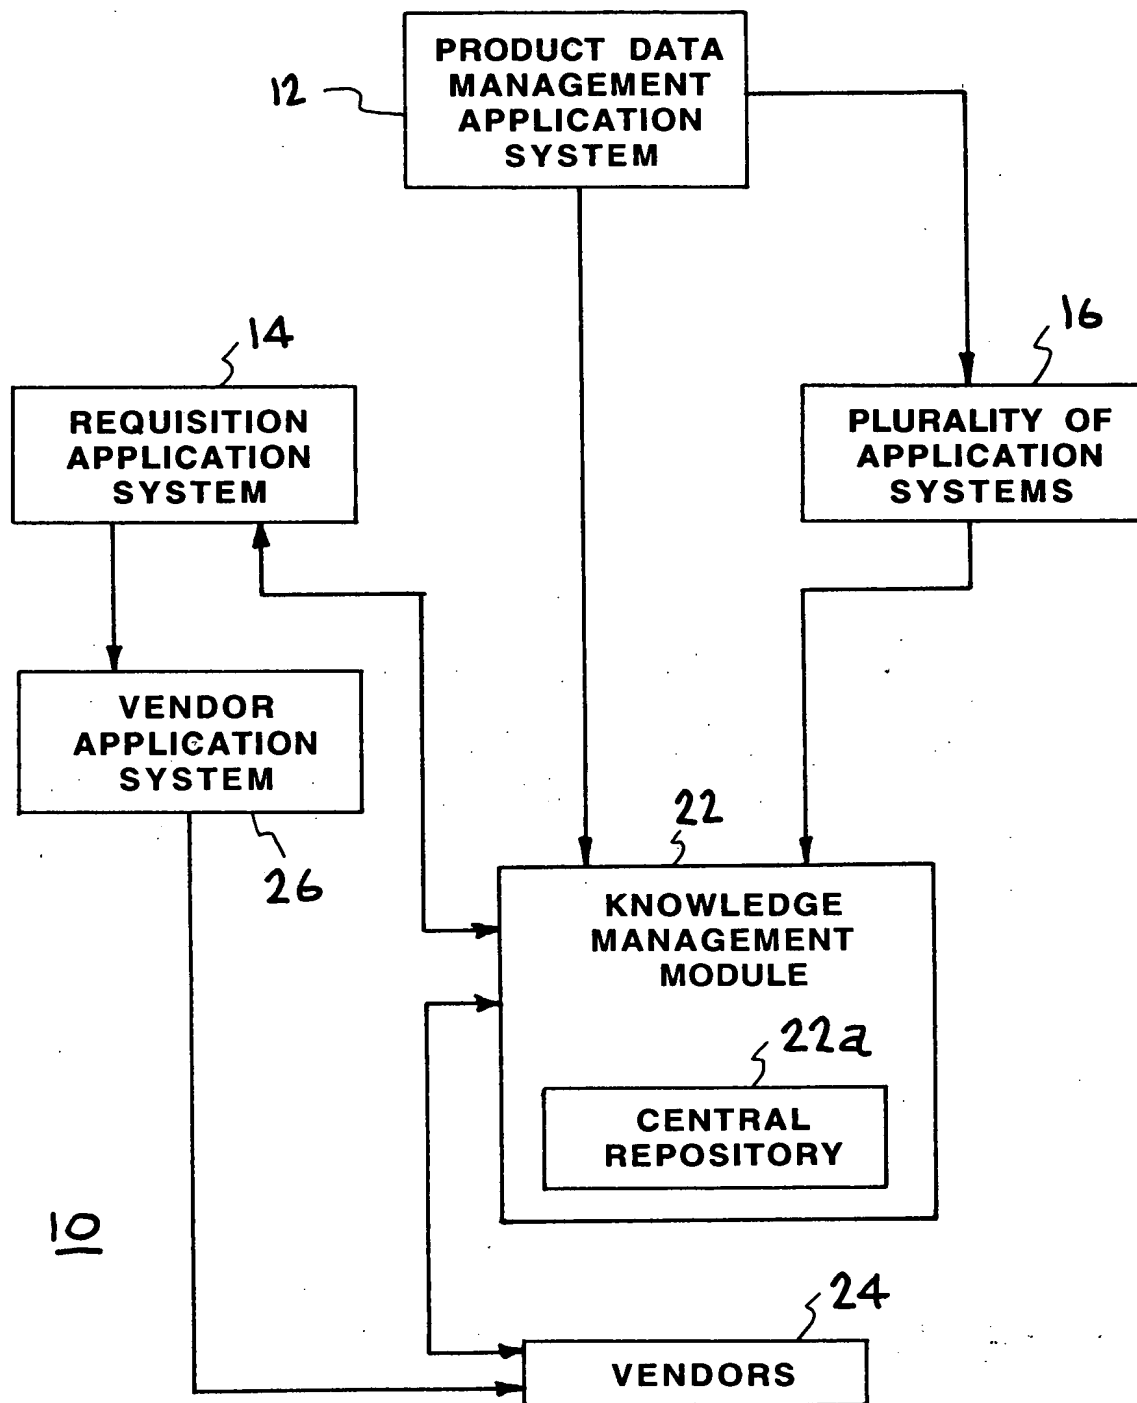 PRODUCT DATA
MANAGEMENT
APPLICATION
SYSTEM
12
14
16
REQUISITION
APPLICATION
SYSTEM
PLURALITY OF
APPLICATION
SYSTEMS
VENDOR
APPLICATION
SYSTEM
26
22
KNOWLEDGE
MANAGEMENT
MODULE
22a
CENTRAL
REPOSITORY
10
24
VENDORS